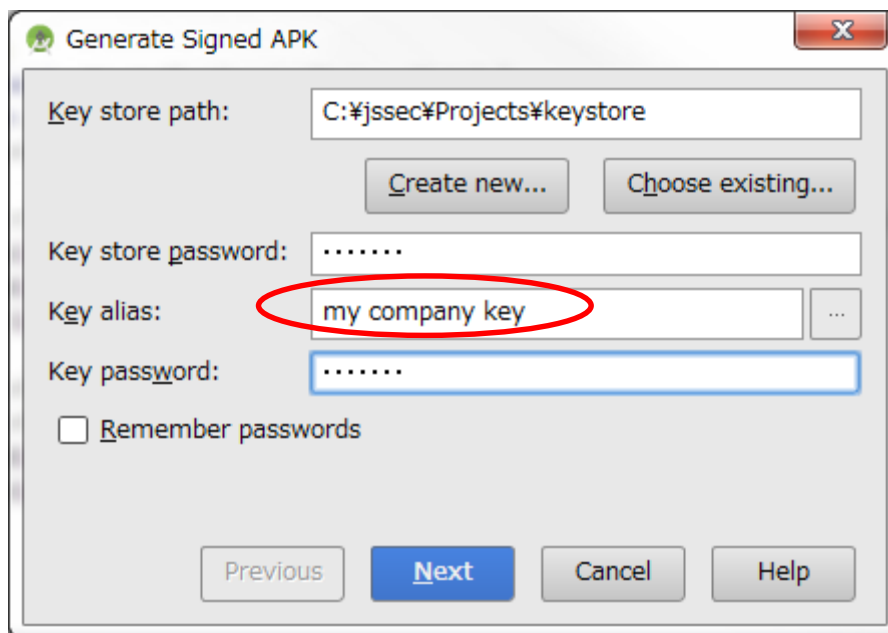 Generate Signed APK
Key store path: C:¥jssec¥Projects¥keystore
Create new... Choose existing...
Key store password: ·······
Key alias: my company key ...
Key password: ·······
Remember passwords
Previous Next Cancel Help